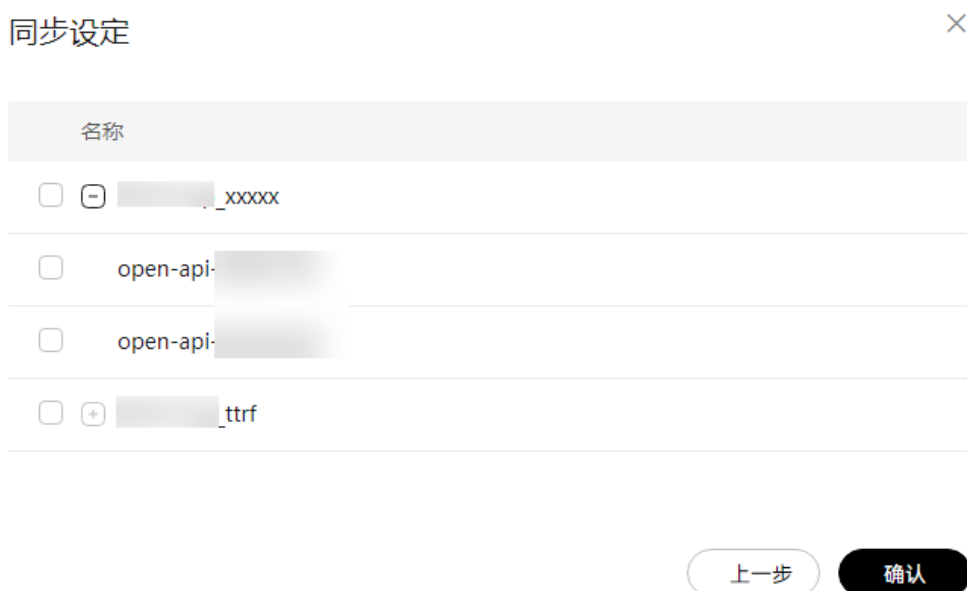 同步设定
名称
_xxxxx
open-api-
open-api-
_ttrf
上一步 确认